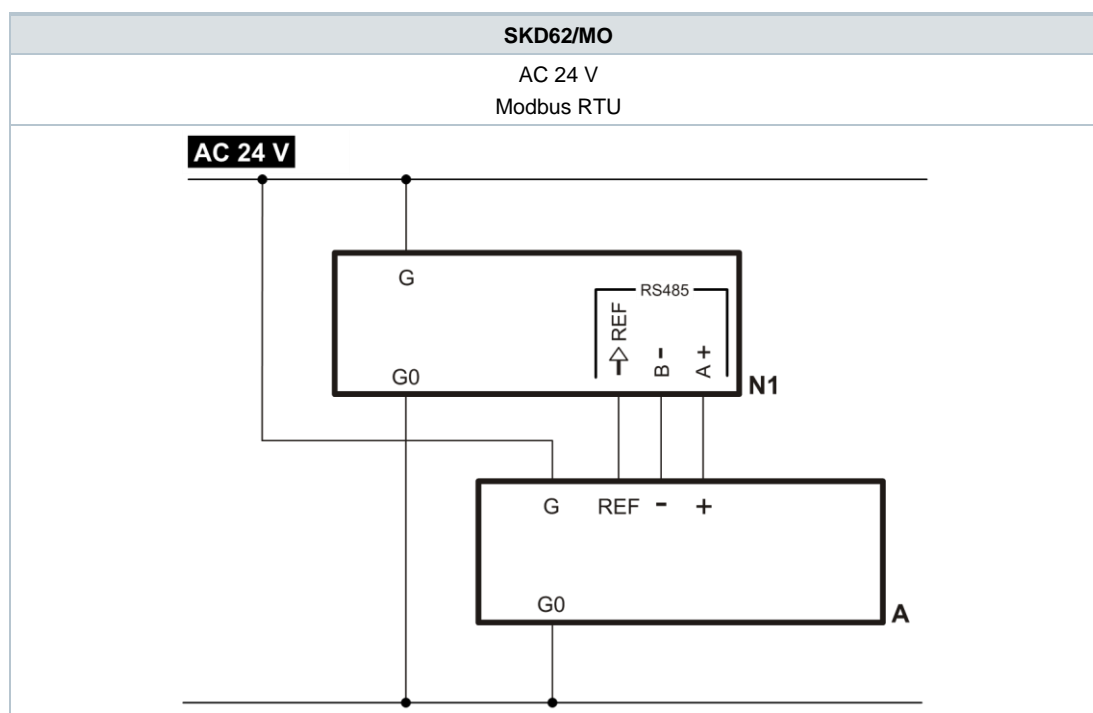 SKD62/MO
AC 24 V
Modbus RTU
AC 24 V
G
RS485
REF
B -
A +
G0
N1
G REF - +
G0
A